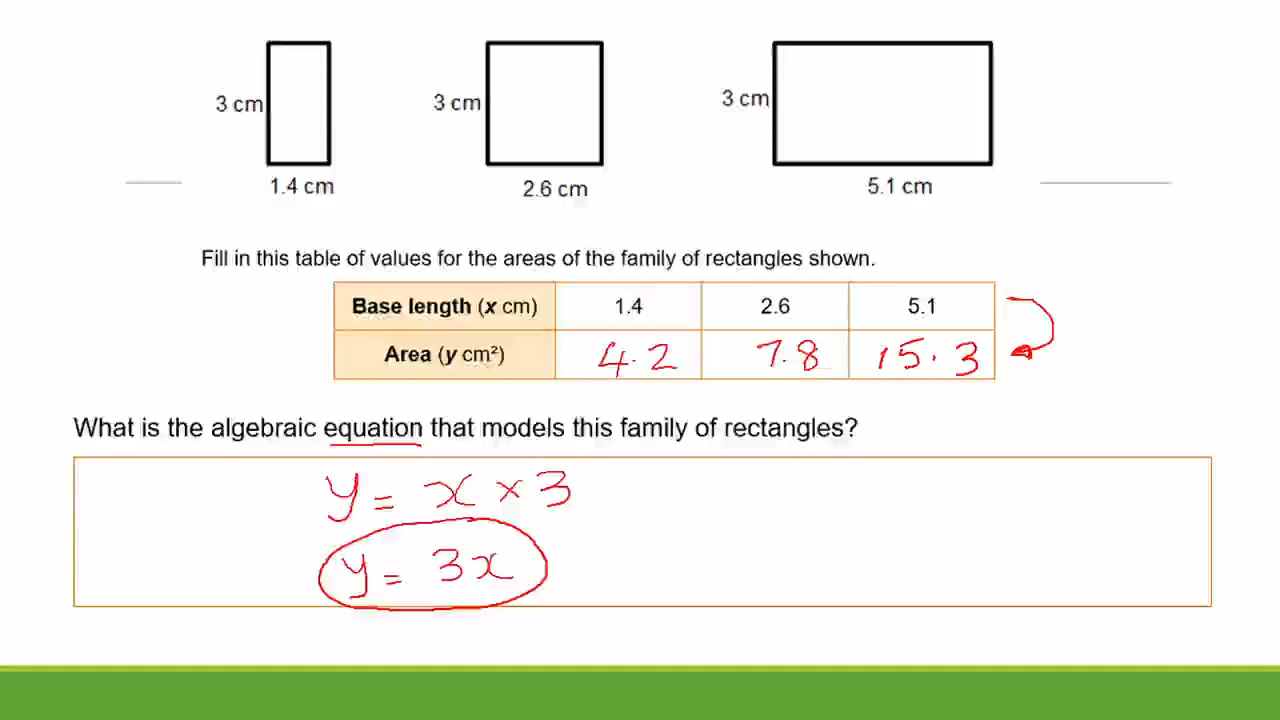 3 cm 3 cm 3 cm
1.4 cm 2.6 cm 5.1 cm
Fill in this table of values for the areas of the family of rectangles shown.
Base length (x cm) 1.4 2.6 5.1
Area (y cm²) 4.2 7.8 15.3
What is the algebraic equation that models this family of rectangles?
y = x × 3
y = 3x